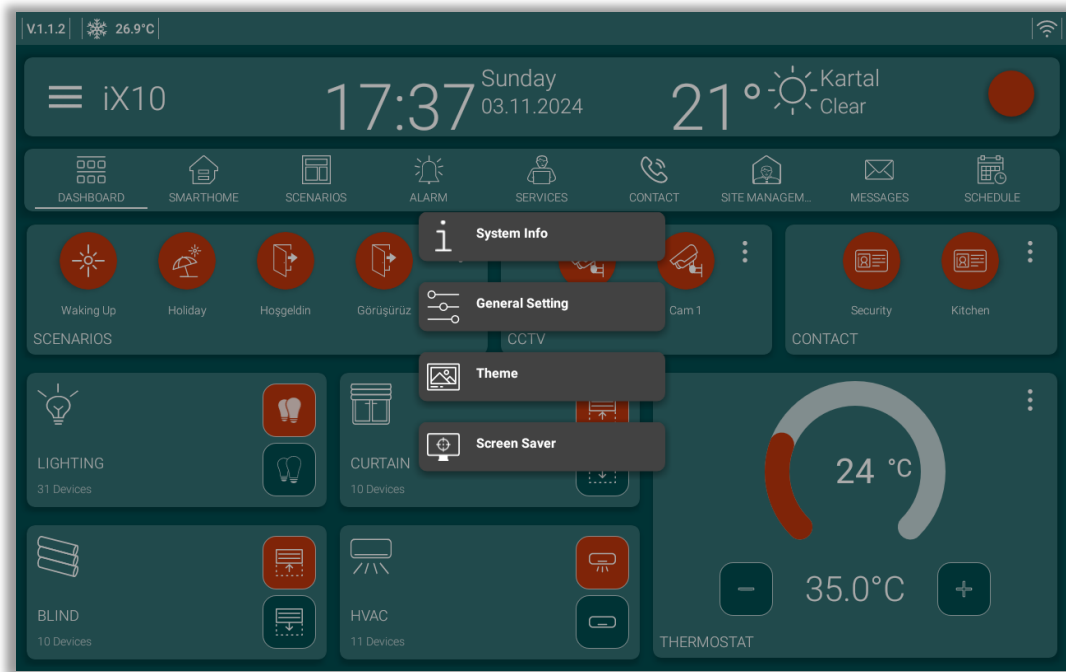 V.1.1.2 26.9°C
iX10
17:37
Sunday
03.11.2024
21°
Kartal
Clear
DASHBOARD SMARTHOME SCENARIOS ALARM SERVICES CONTACT SITE MANAGEM... MESSAGES SCHEDULE
System Info
General Setting
Theme
Screen Saver
Waking Up Holiday Hoşgeldin Görüşürüz
SCENARIOS
Cam 1
CCTV
Security Kitchen
CONTACT
LIGHTING
31 Devices
CURTAIN
10 Devices
BLIND
10 Devices
HVAC
11 Devices
24 °C
35.0°C
THERMOSTAT